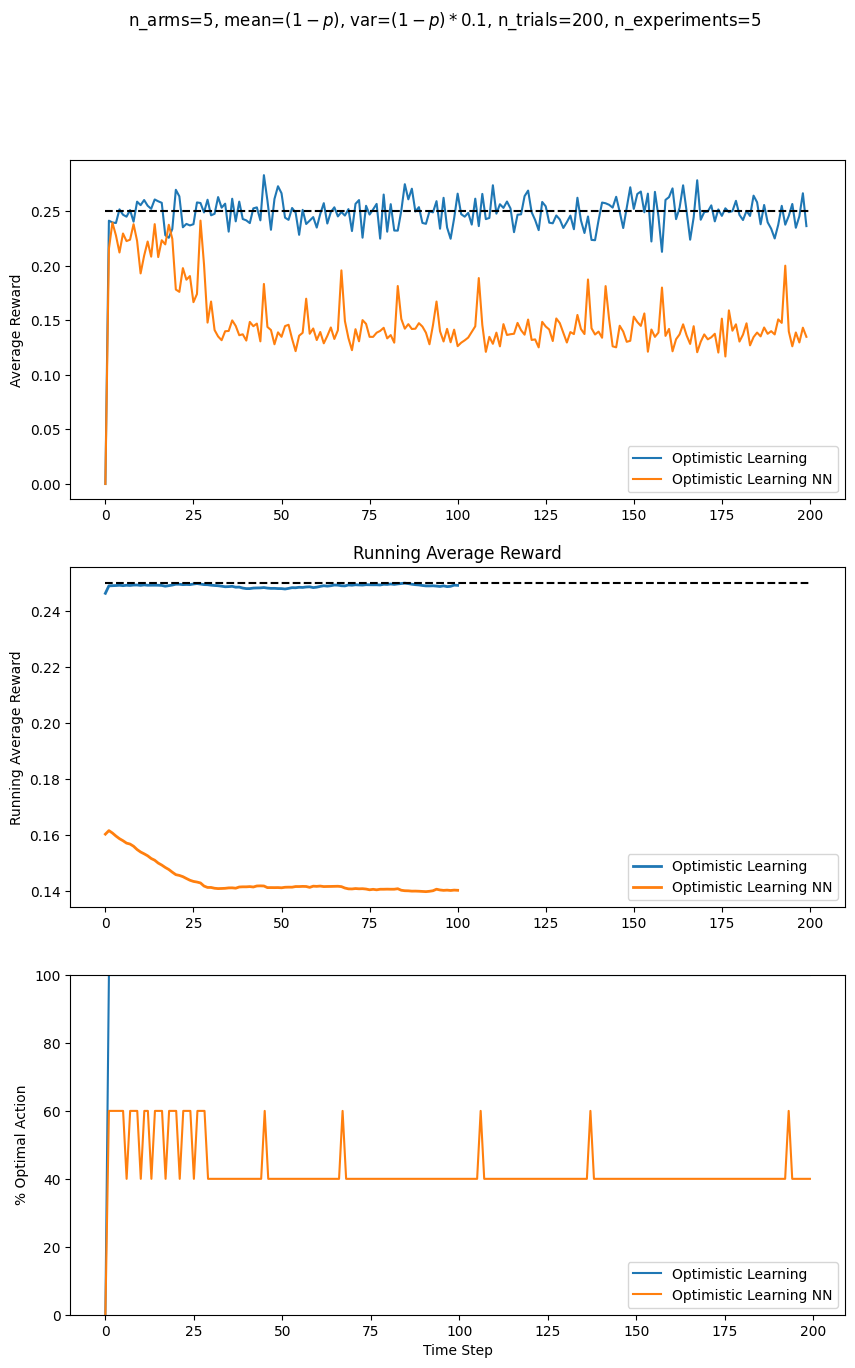 n_arms=5, mean=(1 − p), var=(1 − p) * 0.1, n_trials=200, n_experiments=5
0.25
0.20
0.15
0.10
0.05
0.00
Average Reward
Optimistic Learning
Optimistic Learning NN
0 25 50 75 100 125 150 175 200
Running Average Reward
0.24
0.22
0.20
0.18
0.16
0.14
Running Average Reward
Optimistic Learning
Optimistic Learning NN
0 25 50 75 100 125 150 175 200
100
80
60
40
20
0
% Optimal Action
Optimistic Learning
Optimistic Learning NN
0 25 50 75 100 125 150 175 200
Time Step